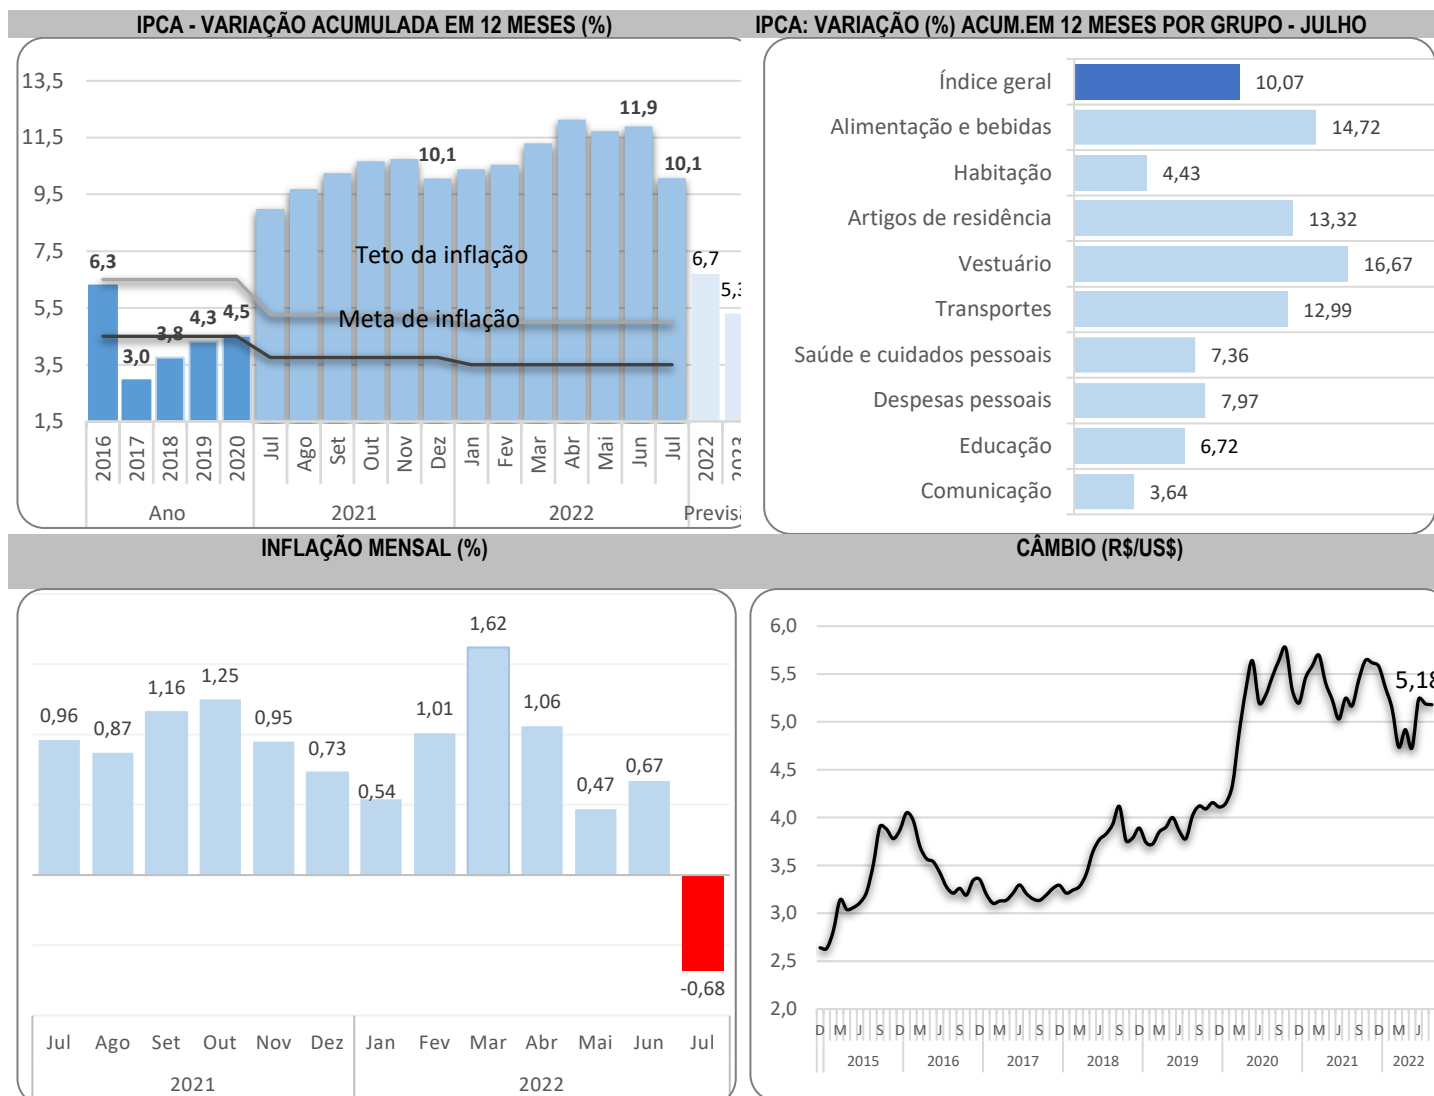 IPCA - VARIAÇÃO ACUMULADA EM 12 MESES (%)
13,5
11,5
9,5
7,5
5,5
3,5
1,5
6,3
3,0
3,8
4,3
4,5
10,1
11,9
10,1
6,7
5,3
Teto da inflação
Meta de inflação
2016 2017 2018 2019 2020 Jul Ago Set Out Nov Dez Jan Fev Mar Abr Mai Jun Jul 2022 2023
Ano 2021 2022 Previsã
IPCA: VARIAÇÃO (%) ACUM.EM 12 MESES POR GRUPO - JULHO
Índice geral 10,07
Alimentação e bebidas 14,72
Habitação 4,43
Artigos de residência 13,32
Vestuário 16,67
Transportes 12,99
Saúde e cuidados pessoais 7,36
Despesas pessoais 7,97
Educação 6,72
Comunicação 3,64
INFLAÇÃO MENSAL (%)
0,96 0,87 1,16 1,25 0,95 0,73 0,54 1,01 1,62 1,06 0,47 0,67 -0,68
Jul Ago Set Out Nov Dez Jan Fev Mar Abr Mai Jun Jul
2021 2022
CÂMBIO (R$/US$)
6,0
5,5
5,0
4,5
4,0
3,5
3,0
2,5
2,0
5,18
D M J S D M J S D M J S D M J S D M J S D M J S D M J S D M J
2015 2016 2017 2018 2019 2020 2021 2022